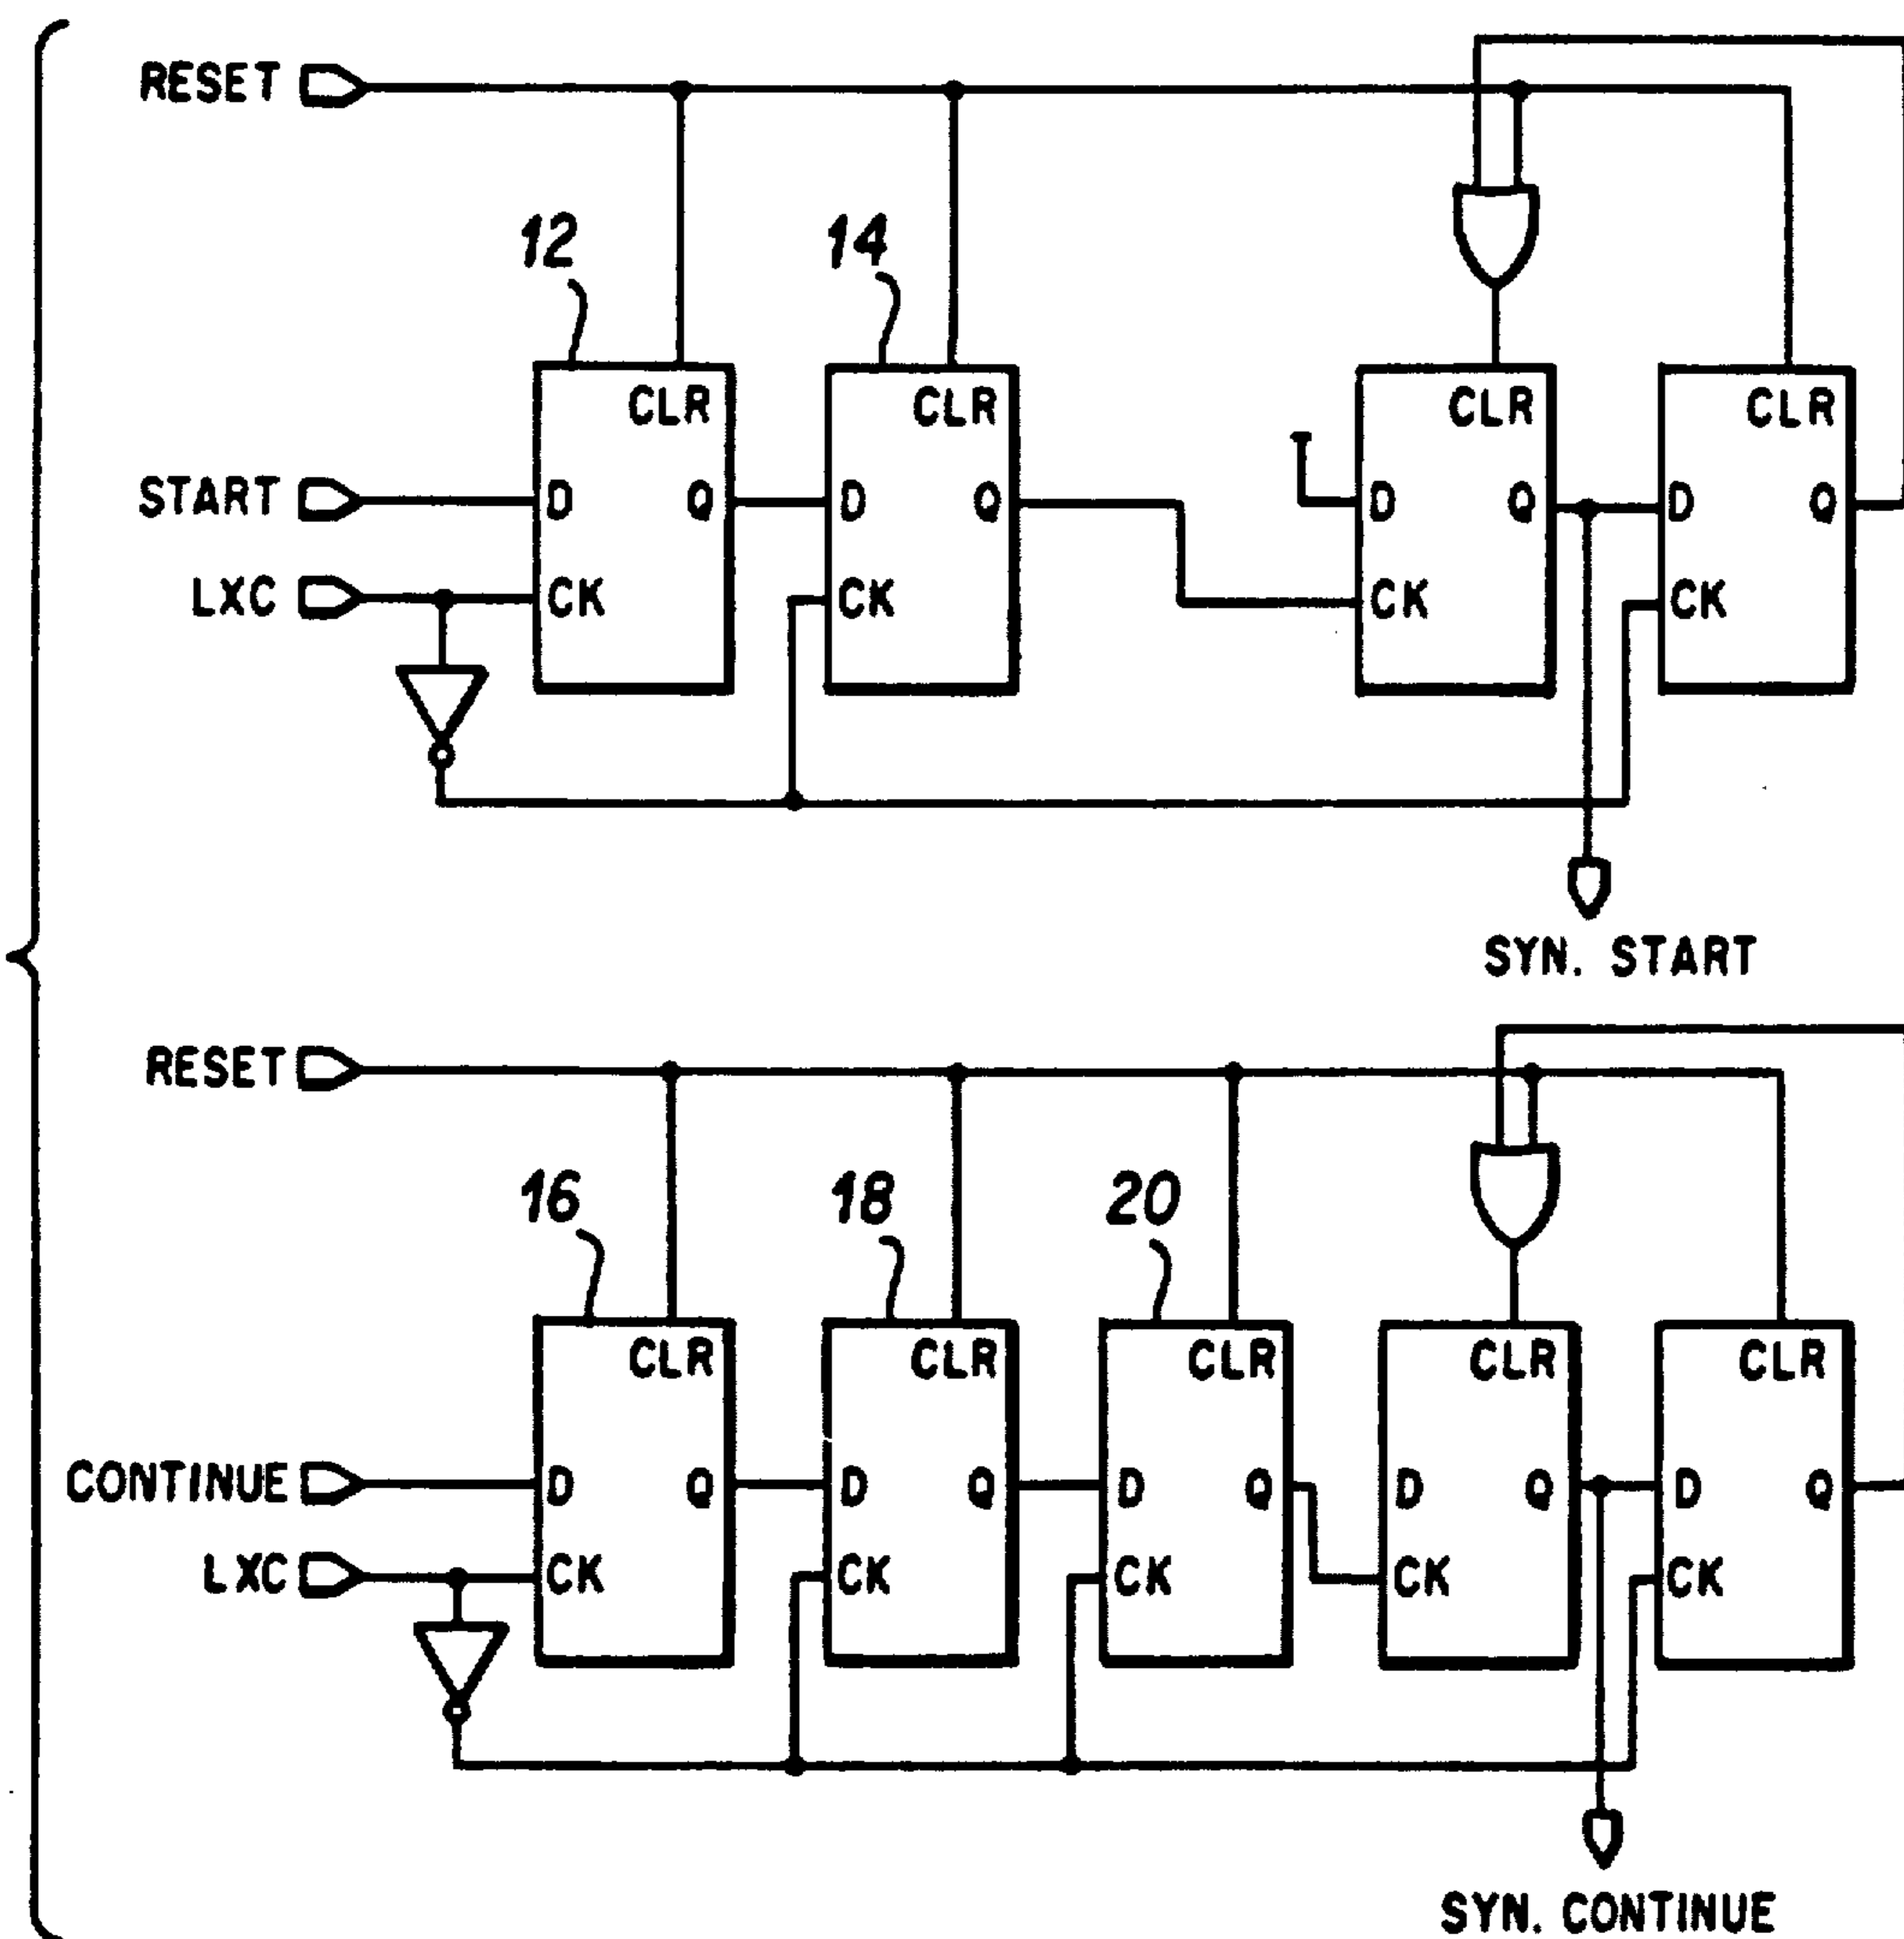 RESET
12
14
CLR
CLR
CLR
CLR
START
D
Q
D
Q
D
Q
D
Q
LXC
CK
CK
CK
CK
SYN. START
RESET
16
18
20
CLR
CLR
CLR
CLR
CLR
CONTINUE
D
Q
D
Q
D
Q
D
Q
D
Q
LXC
CK
CK
CK
CK
CK
SYN. CONTINUE